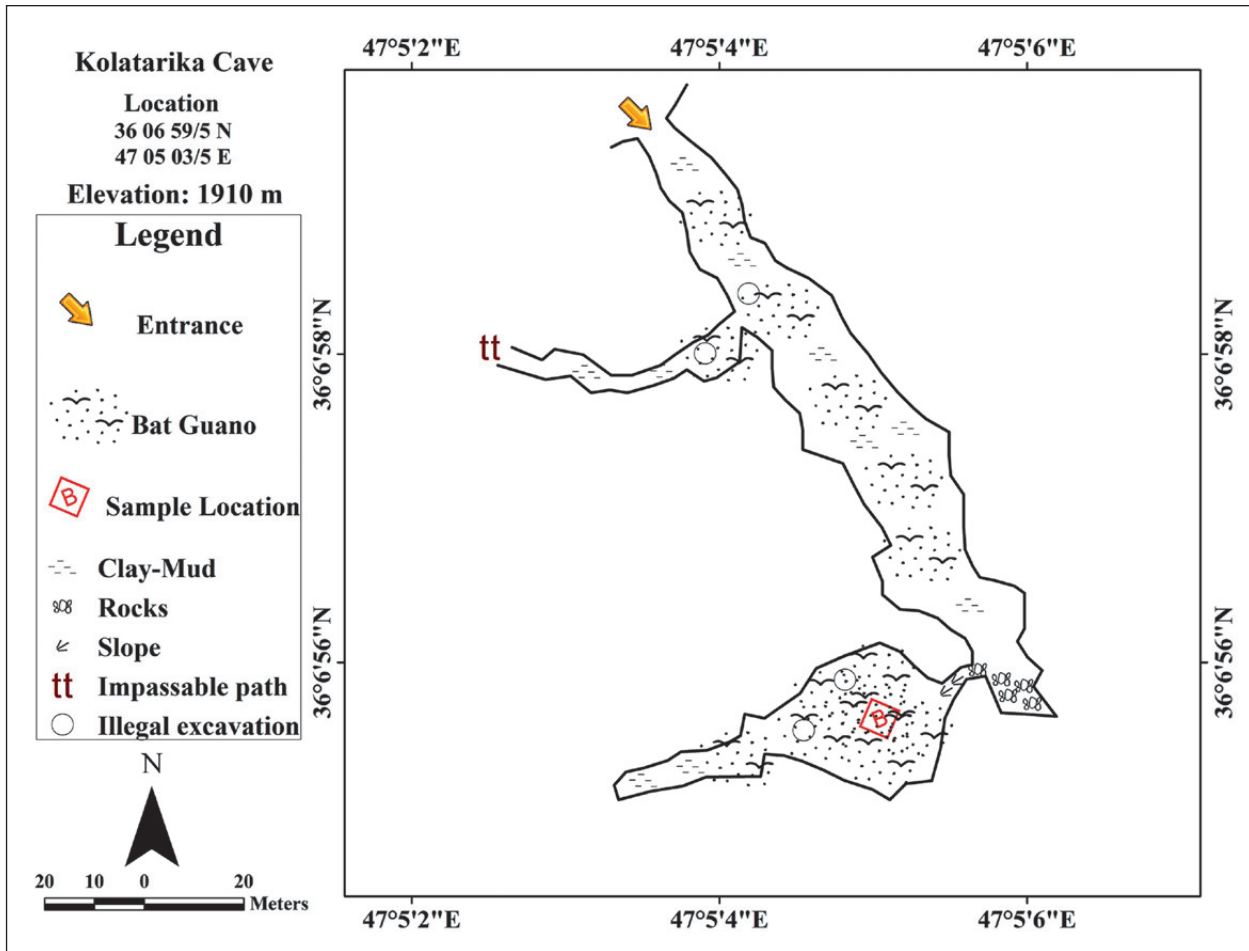 Kolatarika Cave
Location
36 06 59/5 N
47 05 03/5 E
Elevation: 1910 m
Legend
Entrance
Bat Guano
B
Sample Location
Clay-Mud
Rocks
Slope
tt Impassable path
Illegal excavation
N
20 10 0 20
Meters
47°5'2"E 47°5'4"E 47°5'6"E
36°6'58"N
36°6'56"N
tt
B
36°6'58"N
36°6'56"N
47°5'2"E 47°5'4"E 47°5'6"E